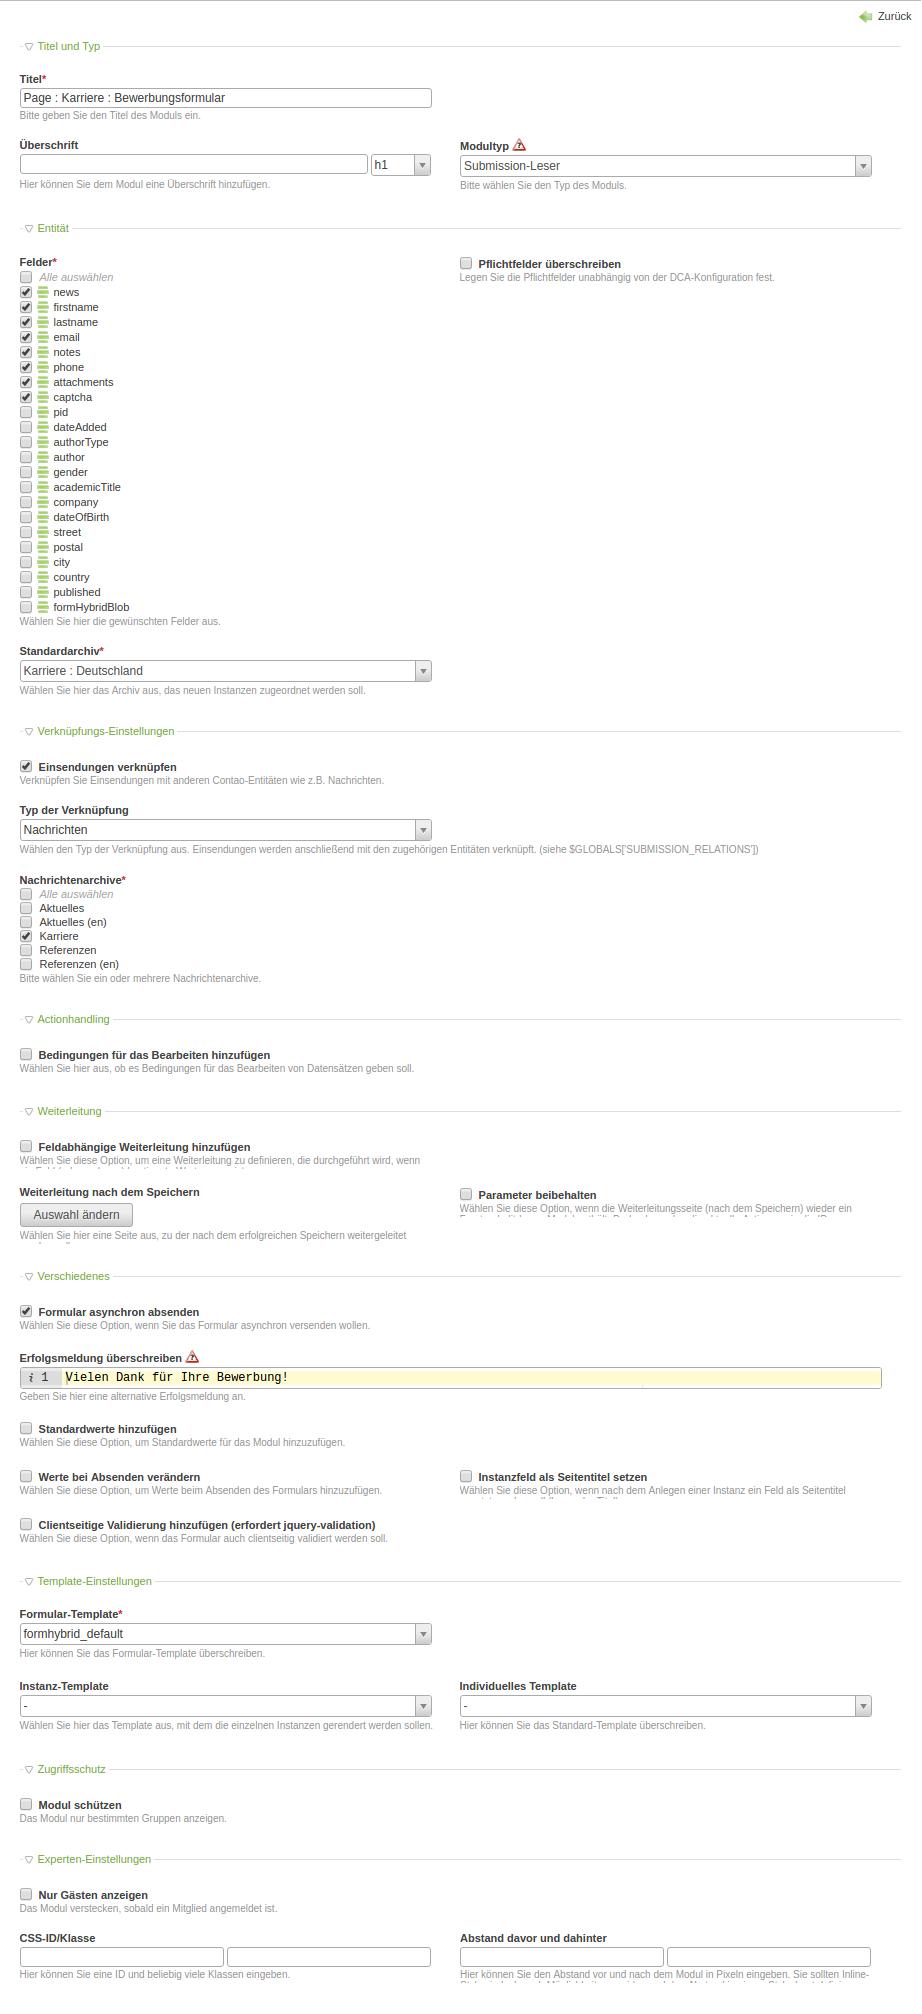 Zurück
Titel und Typ
Titel*
Page : Karriere : Bewerbungsformular
Bitte geben Sie den Titel des Moduls ein.
Überschrift
h1
Hier können Sie dem Modul eine Überschrift hinzufügen.
Modultyp
Submission-Leser
Bitte wählen Sie den Typ des Moduls.
Entität
Felder*
Alle auswählen
news
firstname
lastname
email
notes
phone
attachments
captcha
pid
dateAdded
authorType
author
gender
academicTitle
company
dateOfBirth
street
postal
city
country
published
formHybridBlob
Wählen Sie hier die gewünschten Felder aus.
Pflichtfelder überschreiben
Legen Sie die Pflichtfelder unabhängig von der DCA-Konfiguration fest.
Standardarchiv*
Karriere : Deutschland
Wählen Sie hier das Archiv aus, das neuen Instanzen zugeordnet werden soll.
Verknüpfungs-Einstellungen
Einsendungen verknüpfen
Verknüpfen Sie Einsendungen mit anderen Contao-Entitäten wie z.B. Nachrichten.
Typ der Verknüpfung
Nachrichten
Wählen den Typ der Verknüpfung aus. Einsendungen werden anschließend mit den zugehörigen Entitäten verknüpft. (siehe $GLOBALS['SUBMISSION_RELATIONS'])
Nachrichtenarchive*
Alle auswählen
Aktuelles
Aktuelles (en)
Karriere
Referenzen
Referenzen (en)
Bitte wählen Sie ein oder mehrere Nachrichtenarchive.
Actionhandling
Bedingungen für das Bearbeiten hinzufügen
Wählen Sie hier aus, ob es Bedingungen für das Bearbeiten von Datensätzen geben soll.
Weiterleitung
Feldabhängige Weiterleitung hinzufügen
Wählen Sie diese Option, um eine Weiterleitung zu definieren, die durchgeführt wird, wenn
Weiterleitung nach dem Speichern
Auswahl ändern
Wählen Sie hier eine Seite aus, zu der nach dem erfolgreichen Speichern weitergeleitet
Parameter beibehalten
Wählen Sie diese Option, wenn die Weiterleitungsseite (nach dem Speichern) wieder ein
Verschiedenes
Formular asynchron absenden
Wählen Sie diese Option, wenn Sie das Formular asynchron versenden wollen.
Erfolgsmeldung überschreiben
i 1 Vielen Dank für Ihre Bewerbung!
Geben Sie hier eine alternative Erfolgsmeldung an.
Standardwerte hinzufügen
Wählen Sie diese Option, um Standardwerte für das Modul hinzuzufügen.
Werte bei Absenden verändern
Wählen Sie diese Option, um Werte beim Absenden des Formulars hinzuzufügen.
Instanzfeld als Seitentitel setzen
Wählen Sie diese Option, wenn nach dem Anlegen einer Instanz ein Feld als Seitentitel
Clientseitige Validierung hinzufügen (erfordert jquery-validation)
Wählen Sie diese Option, wenn das Formular auch clientseitig validiert werden soll.
Template-Einstellungen
Formular-Template*
formhybrid_default
Hier können Sie das Formular-Template überschreiben.
Instanz-Template
-
Wählen Sie hier das Template aus, mit dem die einzelnen Instanzen gerendert werden sollen.
Individuelles Template
-
Hier können Sie das Standard-Template überschreiben.
Zugriffsschutz
Modul schützen
Das Modul nur bestimmten Gruppen anzeigen.
Experten-Einstellungen
Nur Gästen anzeigen
Das Modul verstecken, sobald ein Mitglied angemeldet ist.
CSS-ID/Klasse
Hier können Sie eine ID und beliebig viele Klassen eingeben.
Abstand davor und dahinter
Hier können Sie den Abstand vor und nach dem Modul in Pixeln eingeben. Sie sollten Inline-